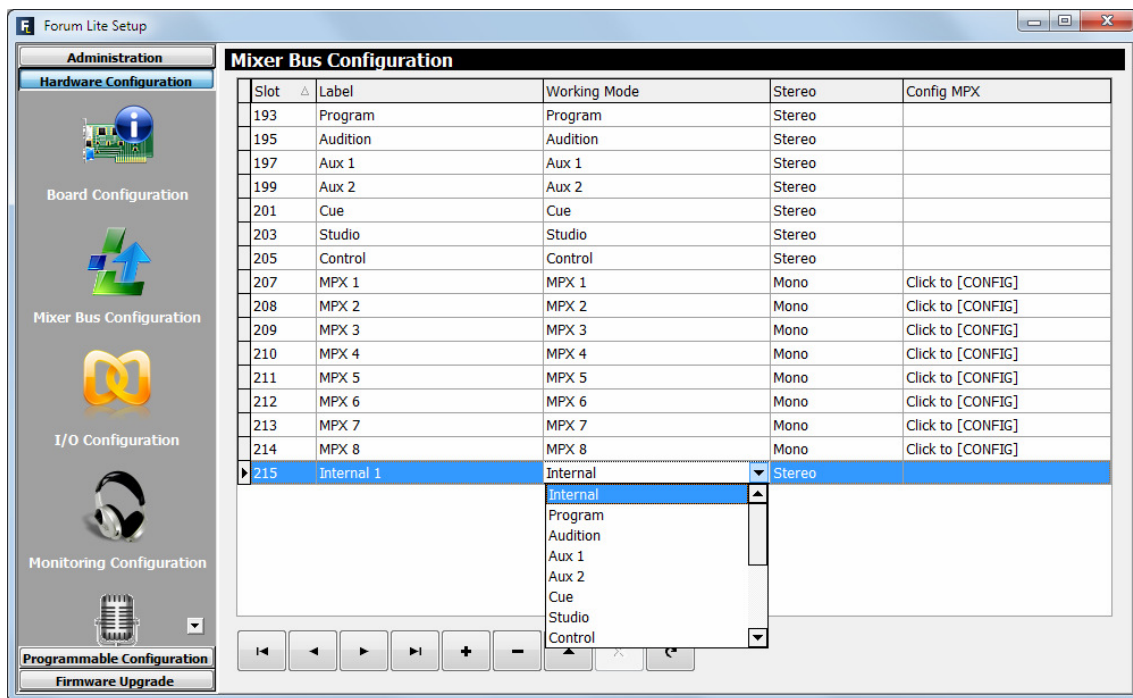 Forum Lite Setup
Administration
Hardware Configuration
Board Configuration
Mixer Bus Configuration
I/O Configuration
Monitoring Configuration
Programmable Configuration
Firmware Upgrade
Mixer Bus Configuration
Slot Label Working Mode Stereo Config MPX
193 Program Program Stereo
195 Audition Audition Stereo
197 Aux 1 Aux 1 Stereo
199 Aux 2 Aux 2 Stereo
201 Cue Cue Stereo
203 Studio Studio Stereo
205 Control Control Stereo
207 MPX 1 MPX 1 Mono Click to [CONFIG]
208 MPX 2 MPX 2 Mono Click to [CONFIG]
209 MPX 3 MPX 3 Mono Click to [CONFIG]
210 MPX 4 MPX 4 Mono Click to [CONFIG]
211 MPX 5 MPX 5 Mono Click to [CONFIG]
212 MPX 6 MPX 6 Mono Click to [CONFIG]
213 MPX 7 MPX 7 Mono Click to [CONFIG]
214 MPX 8 MPX 8 Mono Click to [CONFIG]
215 Internal 1 Internal Stereo
Internal
Program
Audition
Aux 1
Aux 2
Cue
Studio
Control